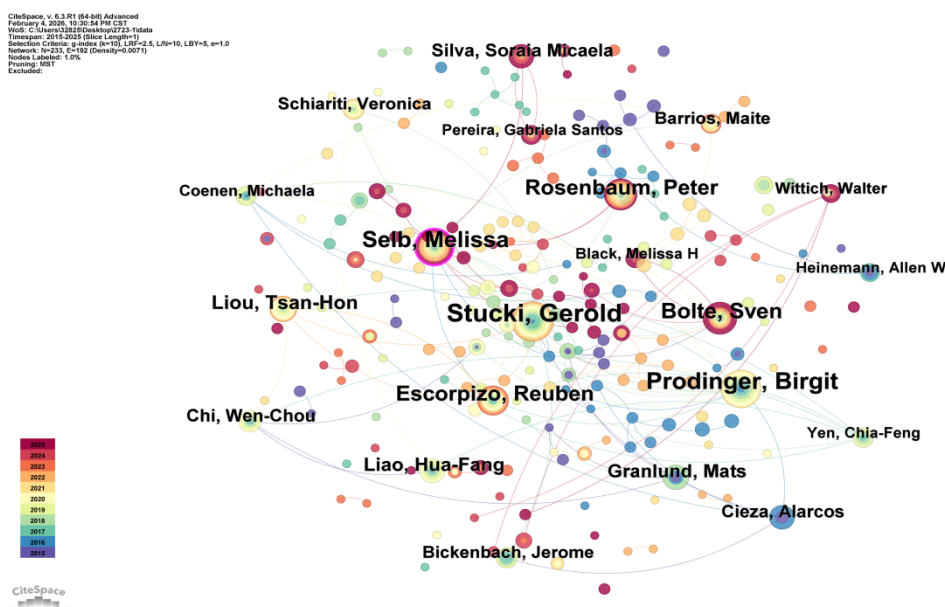 CiteSpace, v. 6.3.R1 (64-bit) Advanced
February 4, 2026, 10:30:54 PM CST
WoS: C:\Users\32825\Desktop\2723-1\data
Timespan: 2015-2025 (Slice Length=1)
Selection Criteria: g-index (k=10), LRF=2.5, L/N=10, LBY=5, e=1.0
Network: N=233, E=192 (Density=0.0071)
Nodes Labeled: 1.0%
Pruning: MST
Excluded:
Silva, Soraia Micaela
Schiariti, Veronica
Pereira, Gabriela Santos
Barrios, Maite
Coenen, Michaela
Rosenbaum, Peter
Wittich, Walter
Selb, Melissa
Black, Melissa H
Heinemann, Allen W
Liou, Tsan-Hon
Stucki, Gerold
Bolte, Sven
Escorpizo, Reuben
Prodinger, Birgit
Chi, Wen-Chou
Yen, Chia-Feng
Liao, Hua-Fang
Granlund, Mats
Cieza, Alarcos
Bickenbach, Jerome
2025
2024
2023
2022
2021
2020
2019
2018
2017
2016
2015
CiteSpace